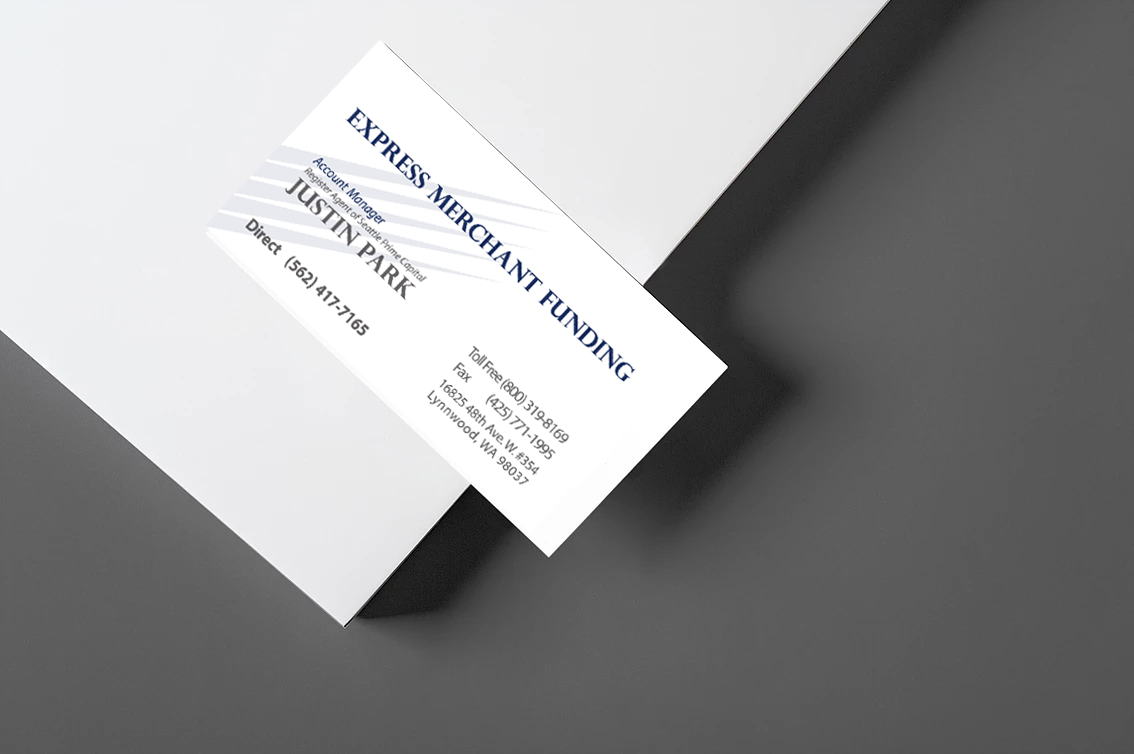 EXPRESS MERCHANT FUNDING
Account Manager
Register Agent of Seattle Prime Capital
JUSTIN PARK
Direct (562) 417-7165
Toll Free (800) 319-8169
Fax (425) 771-1995
16825 48th Ave. W. #354
Lynnwood, WA 98037